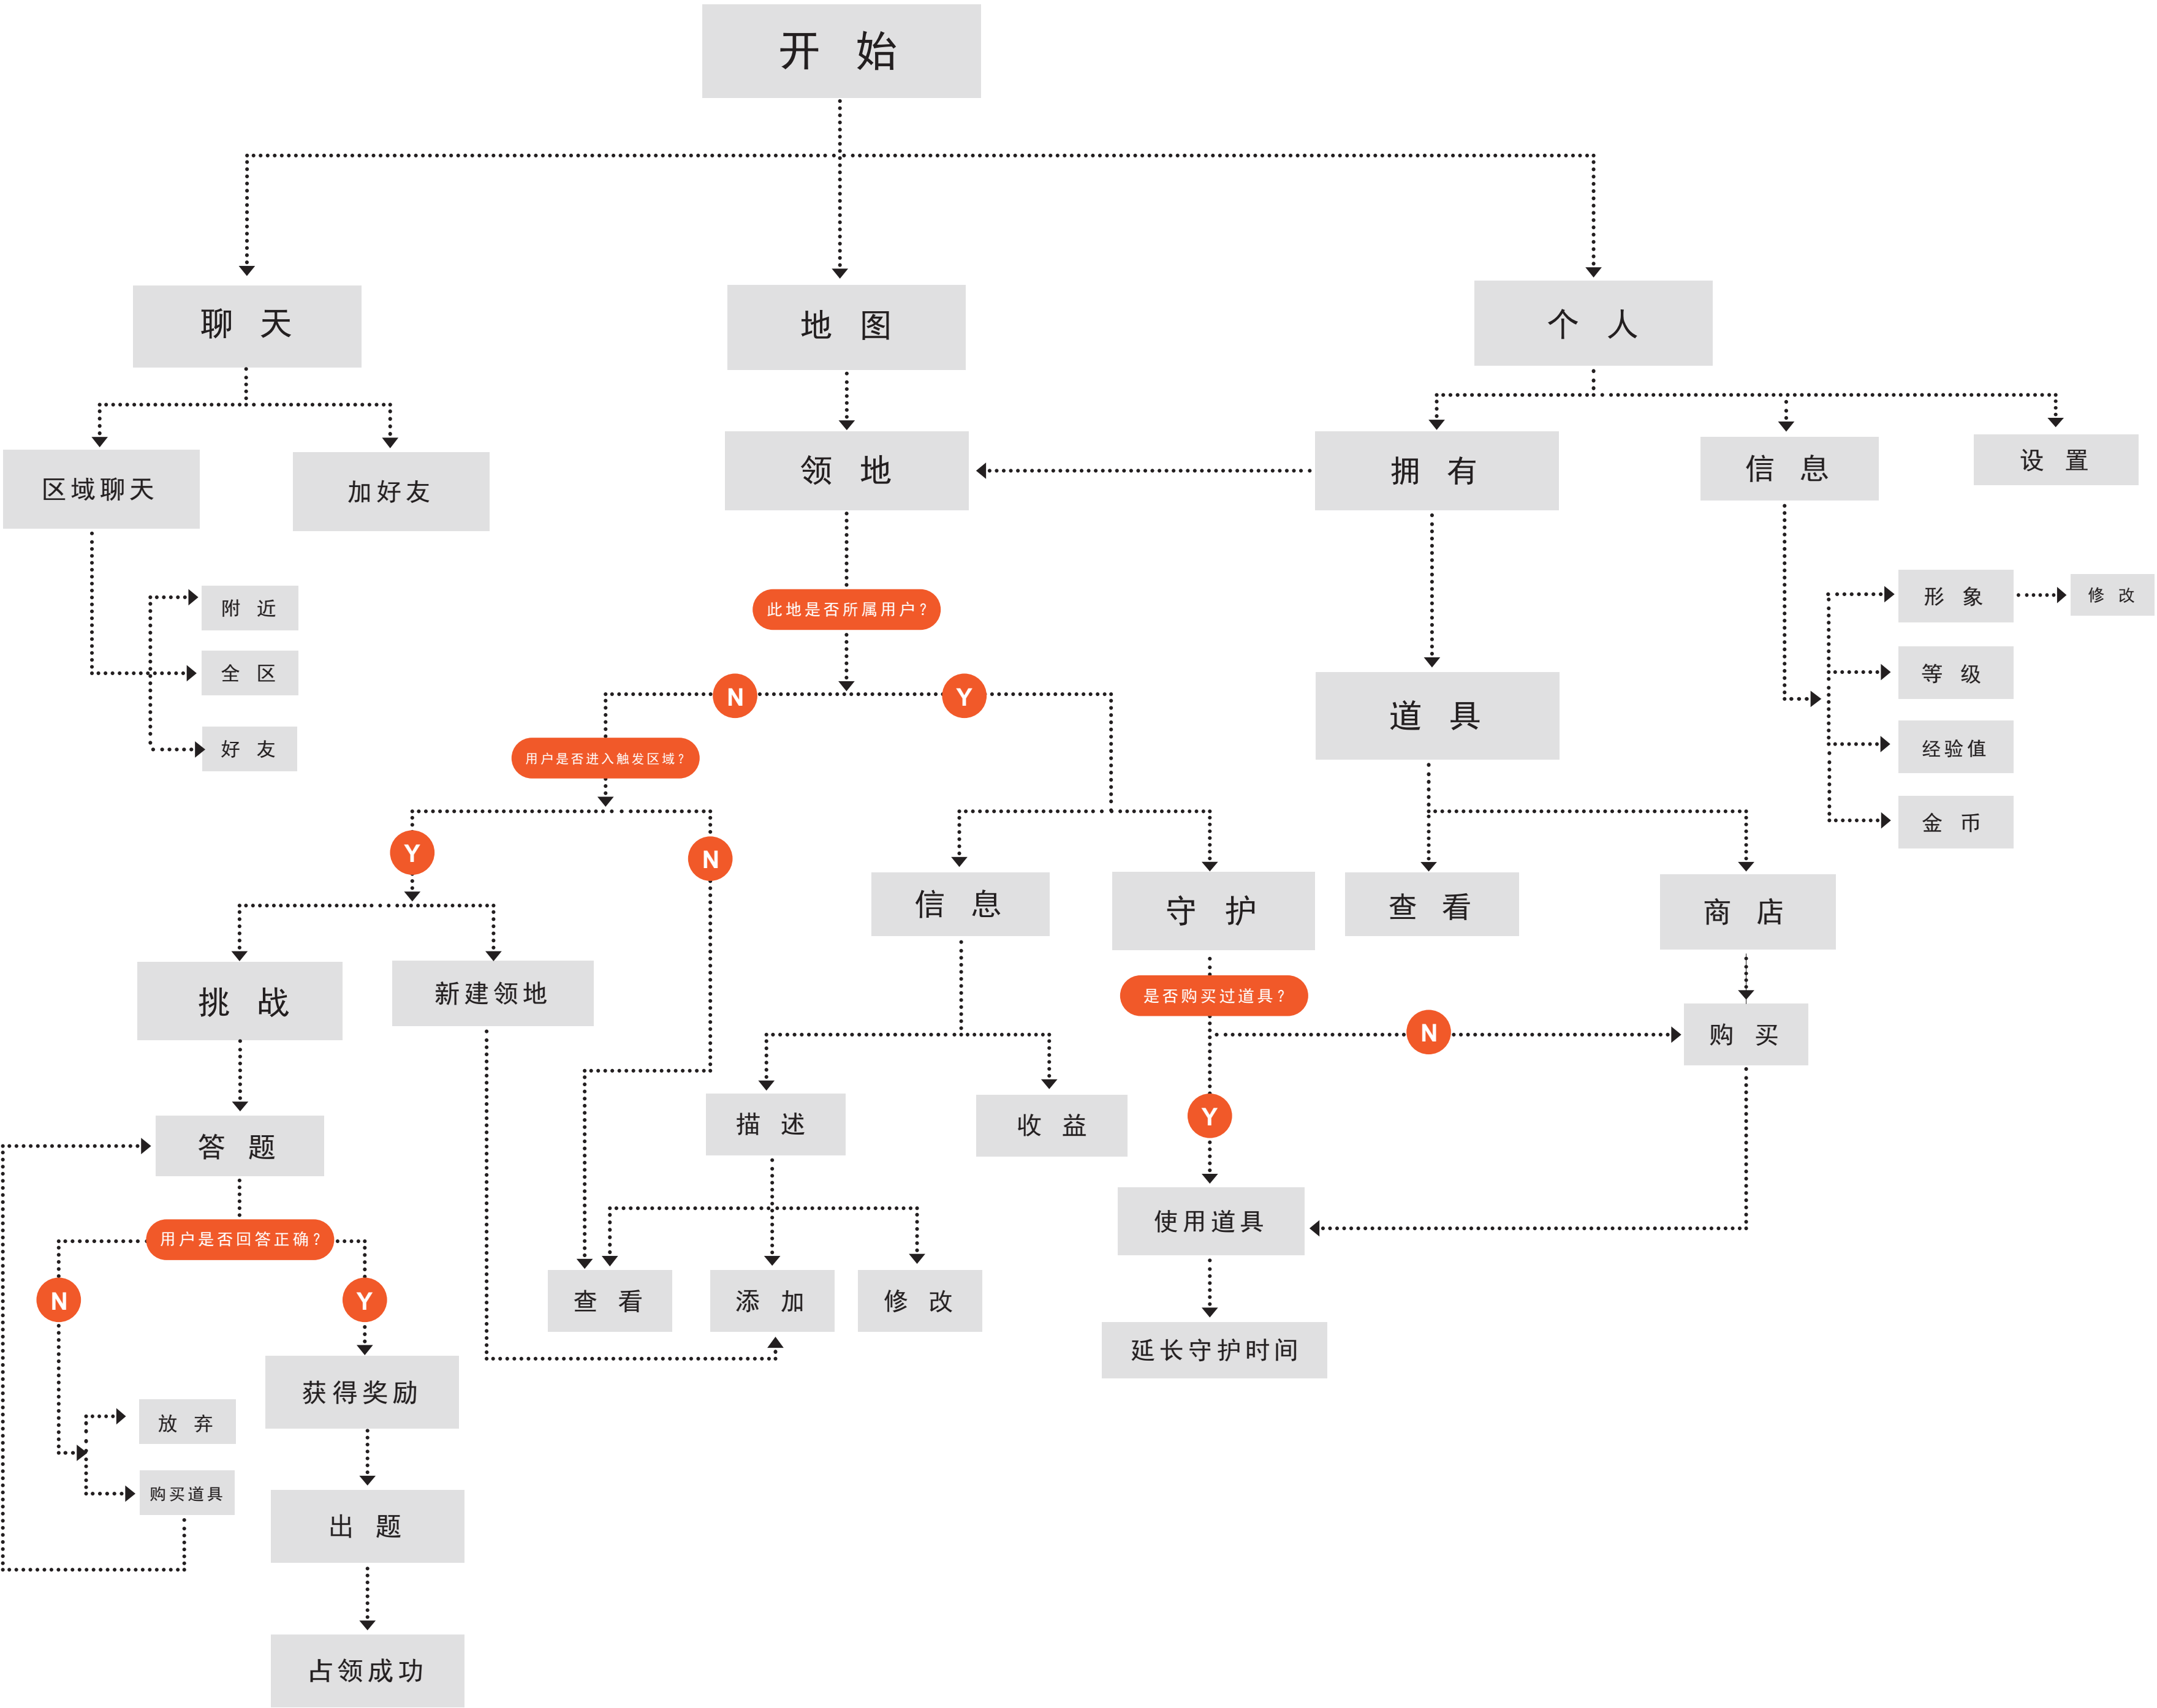 开 始
聊 天
地 图
个 人
区域聊天
加好友
领 地
拥 有
信 息
设 置
附 近
全 区
好 友
此地是否所属用户?
形 象
修 改
等 级
经验值
金 币
N
Y
道 具
用户是否进入触发区域?
Y
N
信 息
守 护
查 看
商 店
挑 战
新建领地
是否购买过道具?
N
购 买
答 题
描 述
收 益
Y
使用道具
用户是否回答正确?
N
Y
查 看
添 加
修 改
延长守护时间
获得奖励
放 弃
购买道具
出 题
占领成功